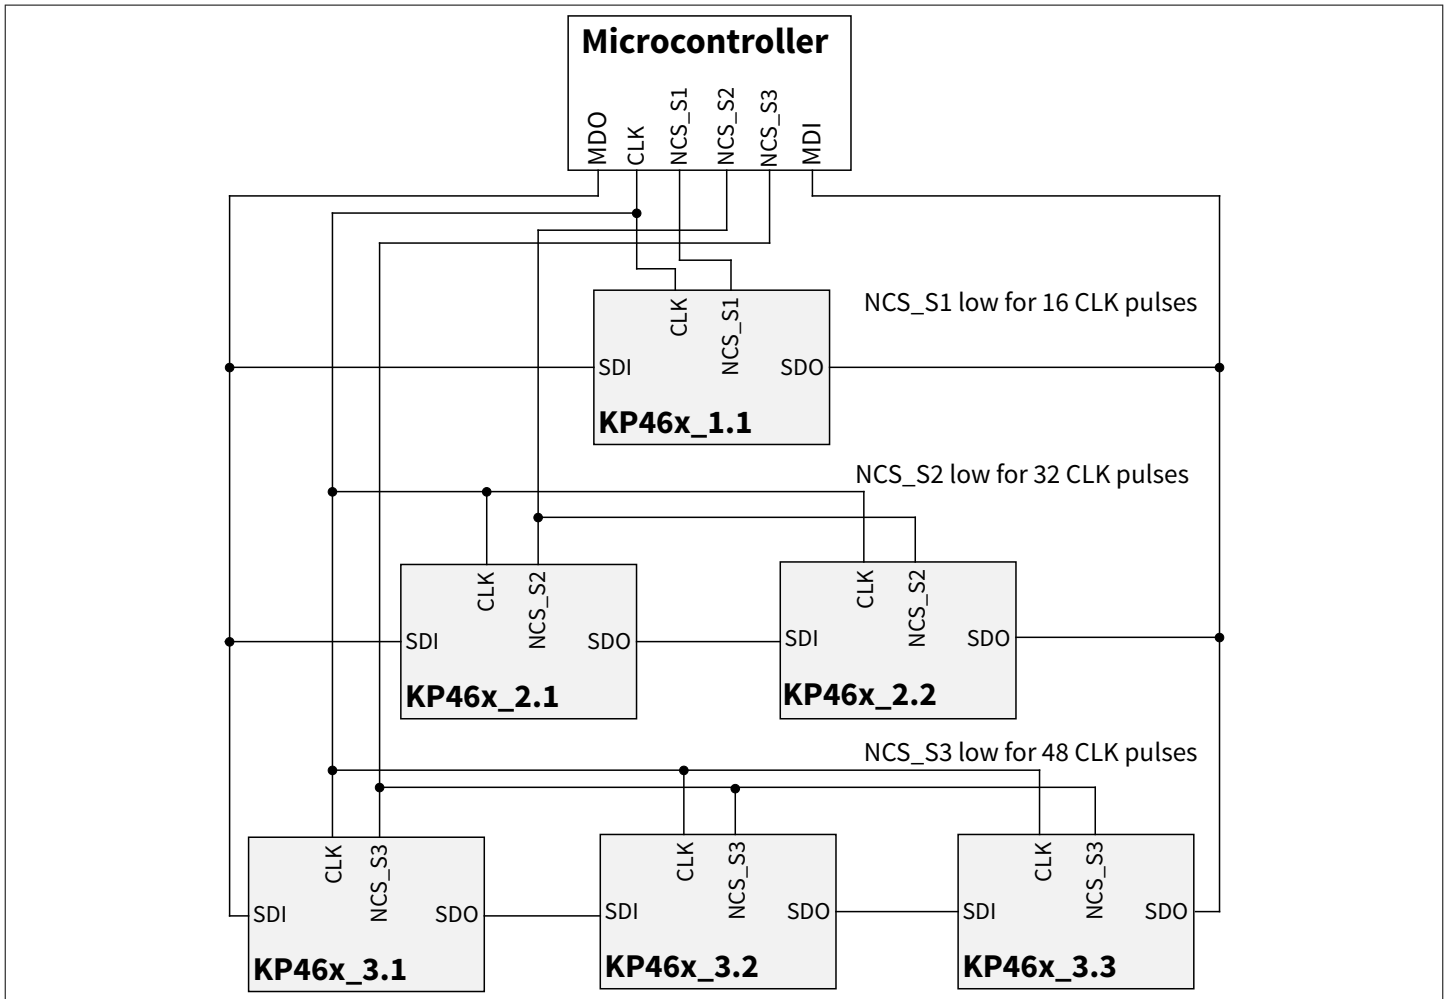 Microcontroller
MDO
CLK
NCS_S1
NCS_S2
NCS_S3
MDI
CLK
NCS_S1
NCS_S1 low for 16 CLK pulses
SDI
SDO
KP46x_1.1
NCS_S2 low for 32 CLK pulses
CLK
NCS_S2
SDI
SDO
KP46x_2.1
CLK
NCS_S2
SDI
SDO
KP46x_2.2
NCS_S3 low for 48 CLK pulses
CLK
NCS_S3
SDI
SDO
KP46x_3.1
CLK
NCS_S3
SDI
SDO
KP46x_3.2
CLK
NCS_S3
SDI
SDO
KP46x_3.3